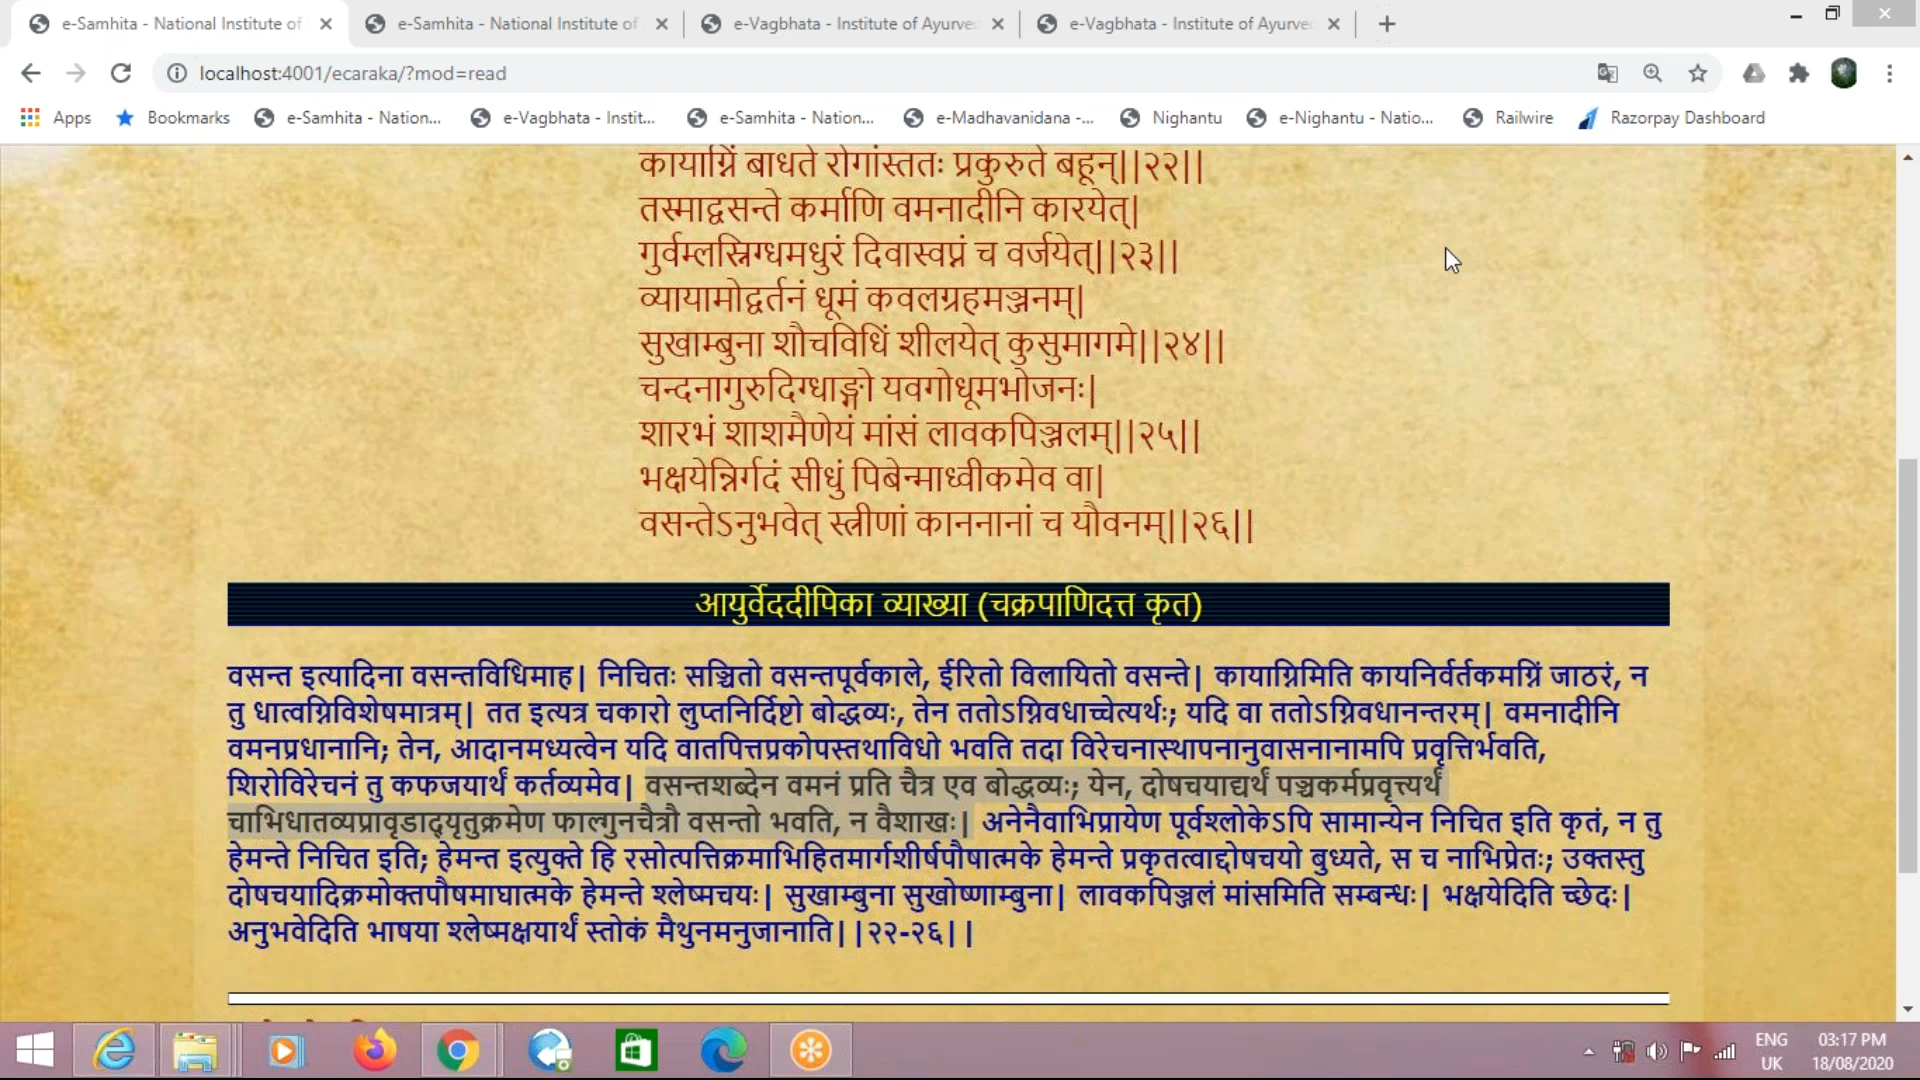 e-Samhita - National Institute of
e-Samhita - National Institute of
e-Vagbhata - Institute of Ayurve
e-Vagbhata - Institute of Ayurve
localhost:4001/ecaraka/?mod=read
Apps Bookmarks e-Samhita - Nation... e-Vagbhata - Instit... e-Samhita - Nation... e-Madhavanidana -... Nighantu e-Nighantu - Natio... Railwire Razorpay Dashboard
कायाग्निं बाधते रोगांस्ततः प्रकुरुते बहून्||२२||
तस्माद्वसन्ते कर्माणि वमनादीनि कारयेत्|
गुर्वम्लस्निग्धमधुरं दिवास्वप्नं च वर्जयेत्||२३||
व्यायामोद्वर्तनं धूमं कवलग्रहमञ्जनम्|
सुखाम्बुना शौचविधिं शीलयेत् कुसुमागमे||२४||
चन्दनागुरुदिग्धाङ्गो यवगोधूमभोजनः|
शारभं शाशमैणेयं मांसं लावकपिञ्जलम्||२५||
भक्षयेन्निर्गदं सीधुं पिबेन्माध्वीकमेव वा|
वसन्तेऽनुभवेत् स्त्रीणां काननानां च यौवनम्||२६||
आयुर्वेददीपिका व्याख्या (चक्रपाणिदत्त कृत)
वसन्त इत्यादिना वसन्तविधिमाह| निचितः सञ्चितो वसन्तपूर्वकाले, ईरितो विलायितो वसन्ते| कायाग्निमिति कायनिर्वर्तकमग्निं जाठरं, न
तु धात्वग्निविशेषमात्रम्| तत इत्यत्र चकारो लुप्तनिर्दिष्टो बोद्धव्यः, तेन ततोऽग्निवधाच्चेत्यर्थः; यदि वा ततोऽग्निवधानन्तरम्| वमनादीनि
वमनप्रधानानि; तेन, आदानमध्यत्वेन यदि वातपित्तप्रकोपस्तथाविधो भवति तदा विरेचनास्थापनानुवासनानामपि प्रवृत्तिर्भवति,
शिरोविरेचनं तु कफजयार्थं कर्तव्यमेव| वसन्तशब्देन वमनं प्रति चैत्र एव बोद्धव्यः; येन, दोषचयाद्यर्थं पञ्चकर्मप्रवृत्त्यर्थं
चाभिधातव्यप्रावृडाद्यृतुक्रमेण फाल्गुनचैत्रौ वसन्तो भवति, न वैशाखः| अनेनैवाभिप्रायेण पूर्वश्लोकेऽपि सामान्येन निचित इति कृतं, न तु
हेमन्ते निचित इति; हेमन्त इत्युक्ते हि रसोत्पत्तिक्रमाभिहितमार्गशीर्षपौषात्मके हेमन्ते प्रकृतत्वाद्दोषचयो बुध्यते, स च नाभिप्रेतः; उक्तस्तु
दोषचयादिक्रमोक्तपौषमाघात्मके हेमन्ते श्लेष्मचयः| सुखाम्बुना सुखोष्णाम्बुना| लावकपिञ्जलं मांसमिति सम्बन्धः| भक्षयेदिति च्छेदः|
अनुभवेदिति भाषया श्लेष्मक्षयार्थं स्तोकं मैथुनमनुजानाति||२२-२६||
ENG 03:17 PM
UK 18/08/2020